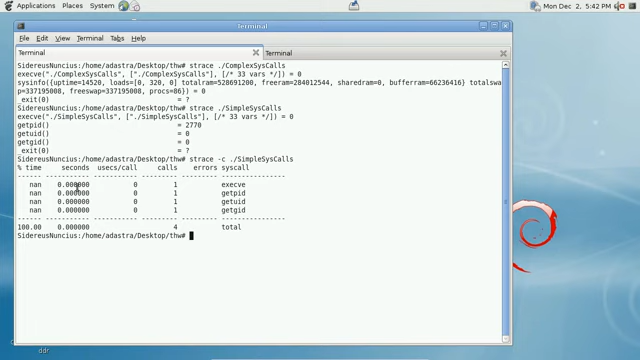 Applications Places System Mon Dec 2, 5:42 PM
Terminal
File Edit View Terminal Tabs Help
Terminal Terminal
SidereusNuncius:/home/adastra/Desktop/thw# strace ./ComplexSysCalls
execve("./ComplexSysCalls", ["./ComplexSysCalls"], [/* 33 vars */]) = 0
sysinfo({uptime=14520, loads=[0, 320, 0] totalram=528691200, freeram=284012544, sharedram=0, bufferram=66236416} totalswa
p=337195008, freeswap=337195008, procs=86}) = 0
_exit(0) = ?
SidereusNuncius:/home/adastra/Desktop/thw# strace ./SimpleSysCalls
execve("./SimpleSysCalls", ["./SimpleSysCalls"], [/* 33 vars */]) = 0
getpid() = 2770
getuid() = 0
getgid() = 0
_exit(0) = ?
SidereusNuncius:/home/adastra/Desktop/thw# strace -c ./SimpleSysCalls
% time seconds usecs/call calls errors syscall
------ ----------- ----------- --------- --------- ----------------
nan 0.000000 0 1 execve
nan 0.000000 0 1 getpid
nan 0.000000 0 1 getuid
nan 0.000000 0 1 getgid
------ ----------- ----------- --------- --------- ----------------
100.00 0.000000 4 total
SidereusNuncius:/home/adastra/Desktop/thw#
ddr